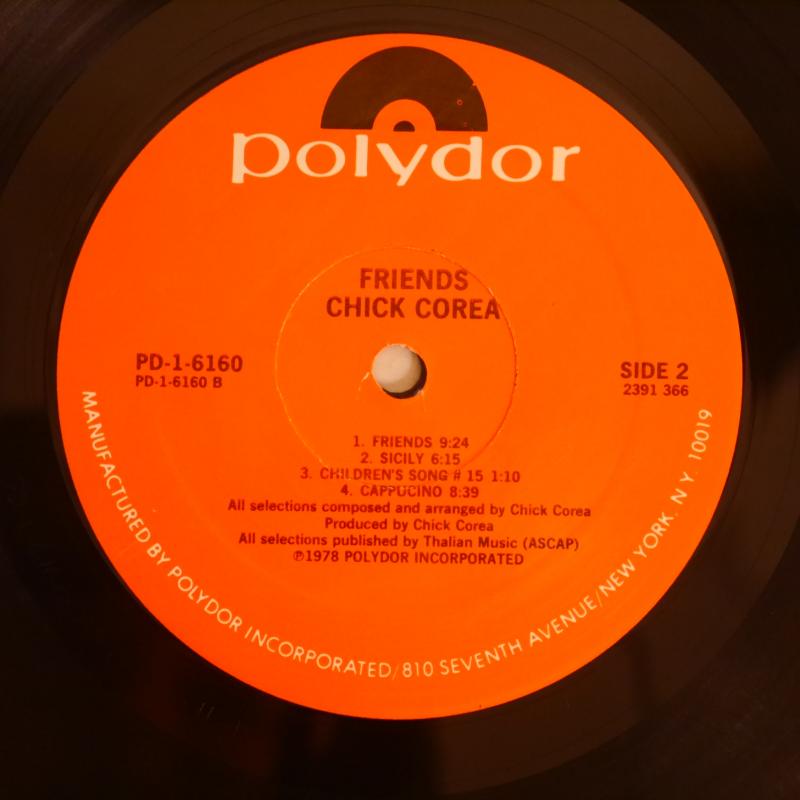 polydor
FRIENDS
CHICK COREA
PD-1-6160
PD-1-6160 B
SIDE 2
2391 366
1. FRIENDS 9:24
2. SICILY 6:15
3. CHILDREN'S SONG # 15 1:10
4. CAPPUCINO 8:39
All selections composed and arranged by Chick Corea
Produced by Chick Corea
All selections published by Thalian Music (ASCAP)
℗1978 POLYDOR INCORPORATED
MANUFACTURED BY POLYDOR INCORPORATED/810 SEVENTH AVENUE/NEW YORK. N.Y. 10019